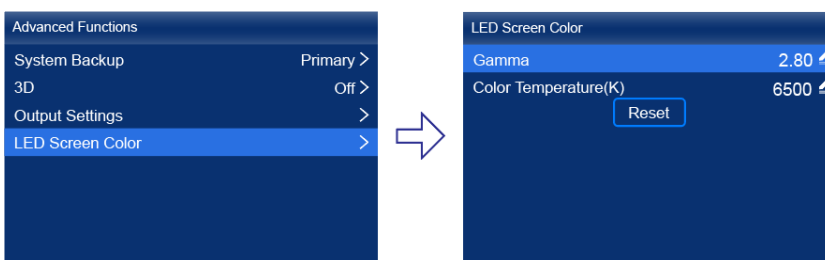 Advanced Functions
System Backup Primary >
3D Off >
Output Settings >
LED Screen Color >
LED Screen Color
Gamma 2.80
Color Temperature(K) 6500
Reset